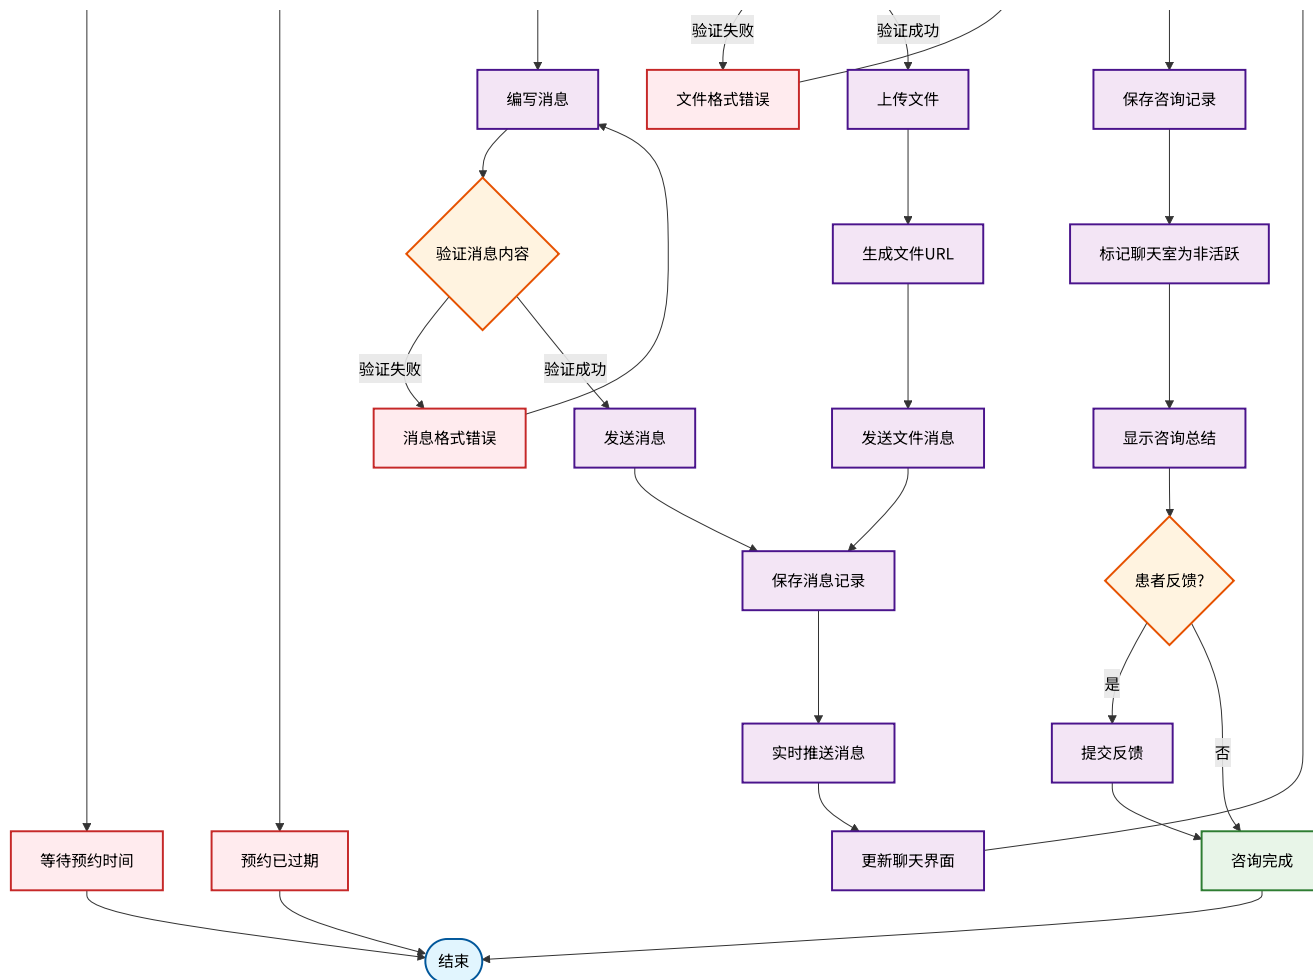 验证失败
验证成功
编写消息
文件格式错误
上传文件
保存咨询记录
验证消息内容
生成文件URL
标记聊天室为非活跃
验证失败
验证成功
消息格式错误
发送消息
发送文件消息
显示咨询总结
保存消息记录
患者反馈?
是
实时推送消息
提交反馈
否
等待预约时间
预约已过期
更新聊天界面
咨询完成
结束